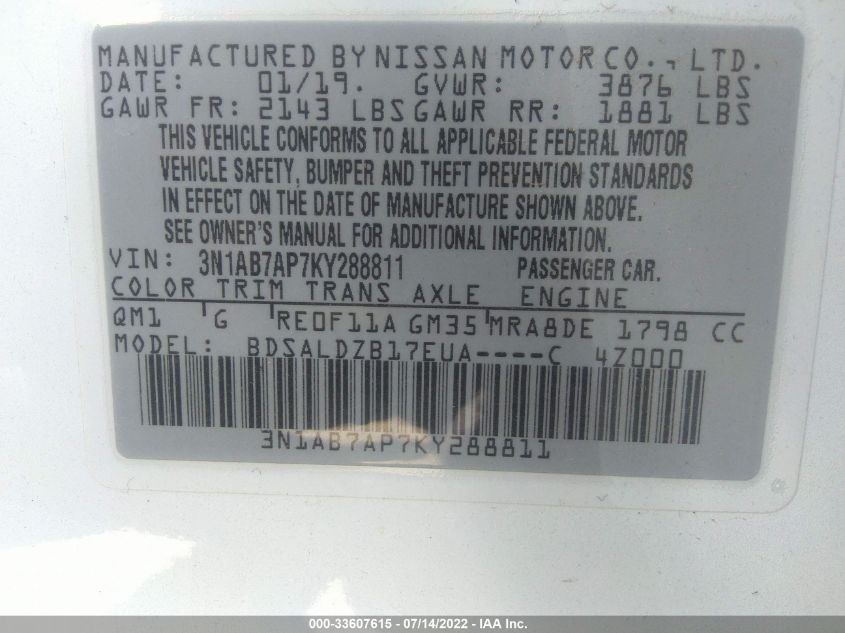 MANUFACTURED BY NISSAN MOTOR CO., LTD.
DATE: 01/19. GVWR: 3876 LBS
GAWR FR: 2143 LBS GAWR RR: 1881 LBS
THIS VEHICLE CONFORMS TO ALL APPLICABLE FEDERAL MOTOR
VEHICLE SAFETY, BUMPER AND THEFT PREVENTION STANDARDS
IN EFFECT ON THE DATE OF MANUFACTURE SHOWN ABOVE.
SEE OWNER'S MANUAL FOR ADDITIONAL INFORMATION.
VIN: 3N1AB7AP7KY288811 PASSENGER CAR.
COLOR TRIM TRANS AXLE ENGINE
QM1 G RE0F11A GM35 MRA8DE 1798 CC
MODEL: BDSALDZB17EUA----C 4Z000
3N1AB7AP7KY288811
000-33607615 - 07/14/2022 - IAA Inc.